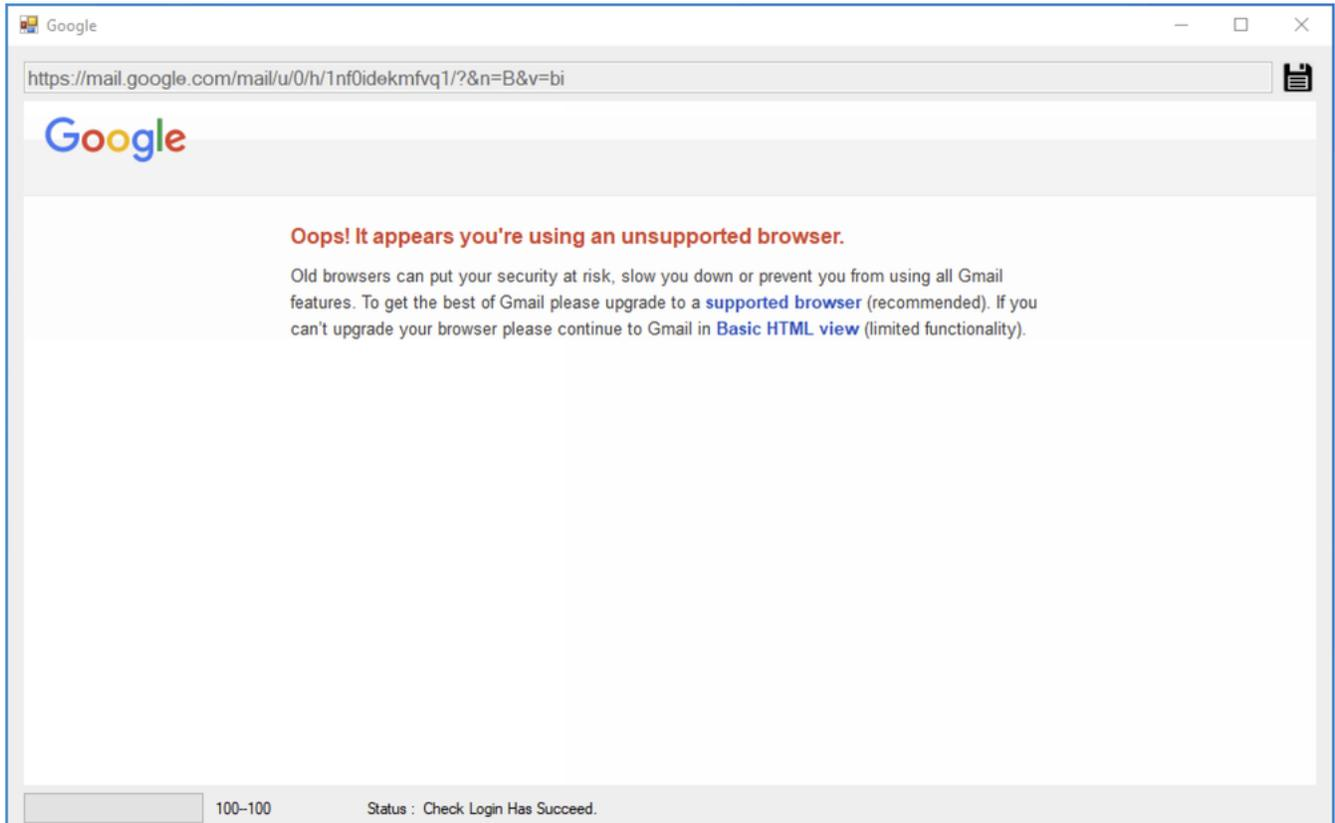 Google
https://mail.google.com/mail/u/0/h/1nf0idekmfvq1/?&n=B&v=bi
Google
Oops! It appears you're using an unsupported browser.
Old browsers can put your security at risk, slow you down or prevent you from using all Gmail
features. To get the best of Gmail please upgrade to a supported browser (recommended). If you
can't upgrade your browser please continue to Gmail in Basic HTML view (limited functionality).
100--100 Status : Check Login Has Succeed.